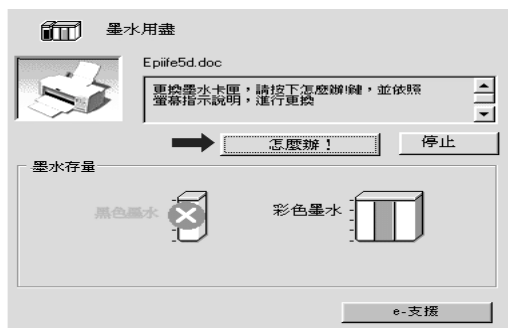 墨水用盡
Epiife5d.doc
更換墨水卡匣，請按下怎麼辦!鍵，並依照
螢幕指示說明，進行更換
怎麼辦！
停止
墨水存量
黑色墨水
彩色墨水
e-支援